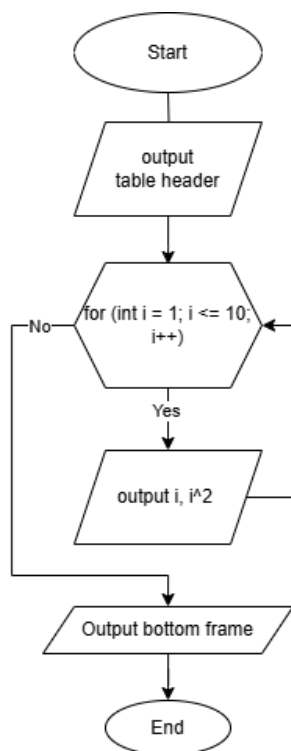 Start
output
table header
for (int i = 1; i <= 10;
i++)
No
Yes
output i, i^2
Output bottom frame
End